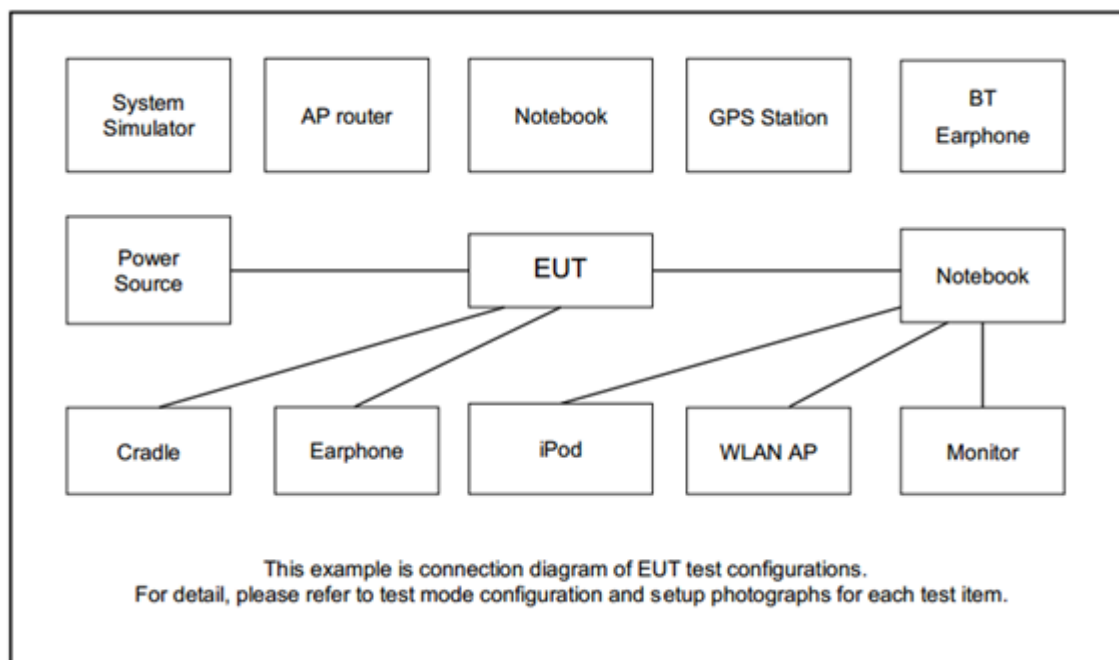 System
Simulator
AP router
Notebook
GPS Station
BT
Earphone
Power
Source
EUT
Notebook
Cradle
Earphone
iPod
WLAN AP
Monitor
This example is connection diagram of EUT test configurations.
For detail, please refer to test mode configuration and setup photographs for each test item.